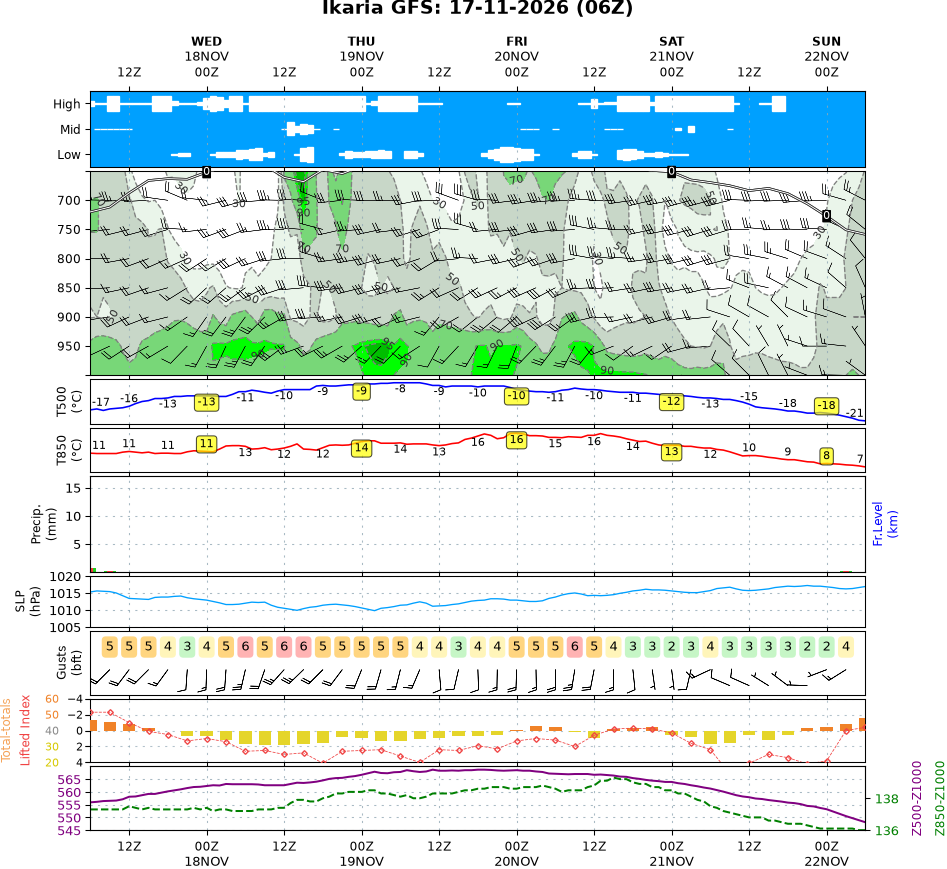 Ikaria GFS: 17-11-2026 (06Z)
WED THU FRI SAT SUN
18NOV 19NOV 20NOV 21NOV 22NOV
12Z 00Z 12Z 00Z 12Z 00Z 12Z 00Z 12Z 00Z
High
Mid
Low
0 0 0
700
750
800
850
900
950
30 30 30 50 70 50 30
70 70
30 50 50 30
50 50 50 50
90 90 90
T500 (°C)
-17 -16 -13 -13 -11 -10 -9 -9 -8 -9 -10 -10 -11 -10 -11 -12 -13 -15 -18 -18 -21
T850 (°C)
11 11 11 11 13 12 12 14 14 13 16 16 15 16 14 13 12 10 9 8 7
Precip. (mm)
15
10
5
Fr.Level (km)
SLP (hPa)
1020
1015
1010
1005
Gusts (bft)
5 5 5 4 3 4 5 6 5 6 6 5 5 5 5 5 4 4 3 4 4 5 5 5 6 5 4 3 3 2 3 4 3 3 3 3 2 2 4
Total-totals
Lifted Index
60 −4
50 −2
40 0
30 2
20 4
565
560
555
550
545
138
136
Z500-Z1000
Z850-Z1000
12Z 00Z 12Z 00Z 12Z 00Z 12Z 00Z 12Z 00Z
18NOV 19NOV 20NOV 21NOV 22NOV